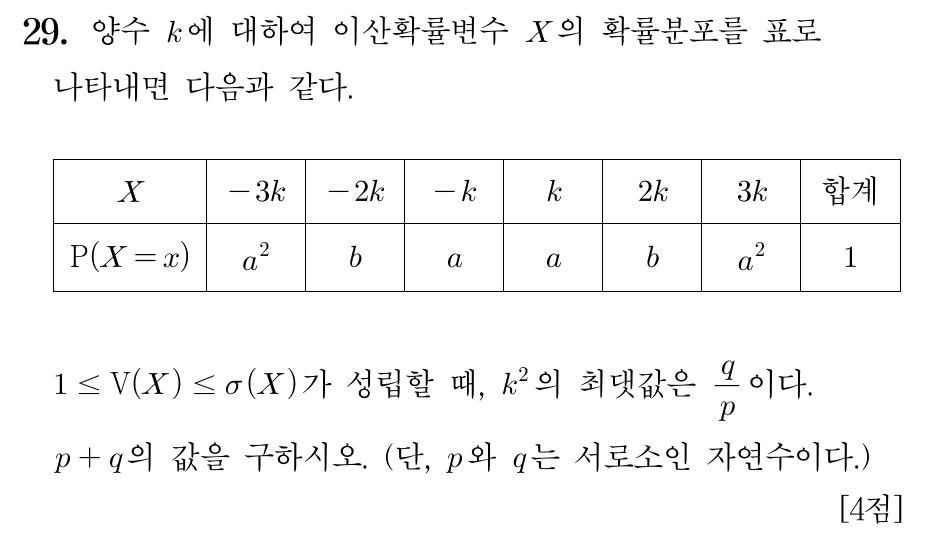 29. 양수 k에 대하여 이산확률변수 X의 확률분포를 표로
나타내면 다음과 같다.
X −3k −2k −k k 2k 3k 합계
P(X=x) a² b a a b a² 1
1 ≤ V(X) ≤ σ(X)가 성립할 때, k²의 최댓값은 q/p이다.
p+q의 값을 구하시오. (단, p와 q는 서로소인 자연수이다.)
[4점]